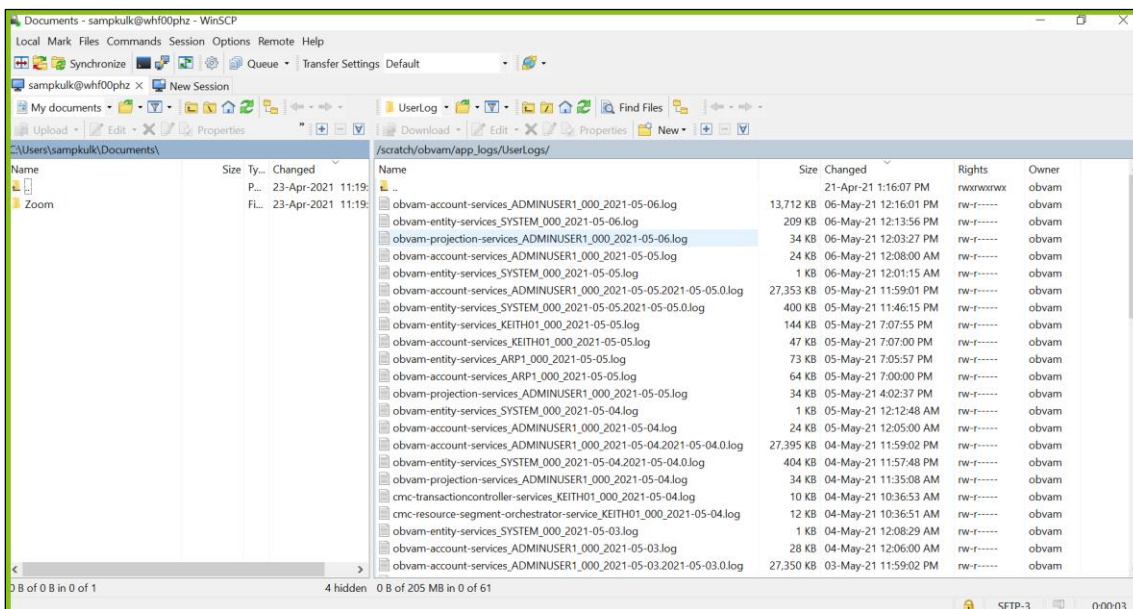 Documents - sampkulk@whf00phz - WinSCP
Local Mark Files Commands Session Options Remote Help
Synchronize Queue Transfer Settings Default
sampkulk@whf00phz × New Session
My documents UserLog Find Files
Upload Edit Properties Download Edit Properties New
C:\Users\sampkulk\Documents\ /scratch/obvam/app_logs/UserLogs/
Name Size Ty... Changed Name Size Changed Rights Owner
.. P... 23-Apr-2021 11:19: .. 21-Apr-21 1:16:07 PM rwxrwxrwx obvam
Zoom Fi... 23-Apr-2021 11:19: obvam-account-services_ADMINUSER1_000_2021-05-06.log 13,712 KB 06-May-21 12:16:01 PM rw-r----- obvam
obvam-entity-services_SYSTEM_000_2021-05-06.log 209 KB 06-May-21 12:13:56 PM rw-r----- obvam
obvam-projection-services_ADMINUSER1_000_2021-05-06.log 34 KB 06-May-21 12:03:27 PM rw-r----- obvam
obvam-account-services_ADMINUSER1_000_2021-05-05.log 24 KB 06-May-21 12:08:00 AM rw-r----- obvam
obvam-entity-services_SYSTEM_000_2021-05-05.log 1 KB 06-May-21 12:01:15 AM rw-r----- obvam
obvam-account-services_ADMINUSER1_000_2021-05-05.2021-05-05.0.log 27,353 KB 05-May-21 11:59:01 PM rw-r----- obvam
obvam-entity-services_SYSTEM_000_2021-05-05.2021-05-05.0.log 400 KB 05-May-21 11:46:15 PM rw-r----- obvam
obvam-entity-services_KEITH01_000_2021-05-05.log 144 KB 05-May-21 7:07:55 PM rw-r----- obvam
obvam-account-services_KEITH01_000_2021-05-05.log 47 KB 05-May-21 7:07:00 PM rw-r----- obvam
obvam-entity-services_ARP1_000_2021-05-05.log 73 KB 05-May-21 7:05:57 PM rw-r----- obvam
obvam-account-services_ARP1_000_2021-05-05.log 64 KB 05-May-21 7:00:00 PM rw-r----- obvam
obvam-projection-services_ADMINUSER1_000_2021-05-05.log 34 KB 05-May-21 4:02:37 PM rw-r----- obvam
obvam-entity-services_SYSTEM_000_2021-05-04.log 1 KB 05-May-21 12:12:48 AM rw-r----- obvam
obvam-account-services_ADMINUSER1_000_2021-05-04.log 24 KB 05-May-21 12:05:00 AM rw-r----- obvam
obvam-account-services_ADMINUSER1_000_2021-05-04.2021-05-04.0.log 27,395 KB 04-May-21 11:59:02 PM rw-r----- obvam
obvam-entity-services_SYSTEM_000_2021-05-04.2021-05-04.0.log 404 KB 04-May-21 11:57:48 PM rw-r----- obvam
obvam-projection-services_ADMINUSER1_000_2021-05-04.log 34 KB 04-May-21 11:35:08 AM rw-r----- obvam
cmc-transactioncontroller-services_KEITH01_000_2021-05-04.log 10 KB 04-May-21 10:36:53 AM rw-r----- obvam
cmc-resource-segment-orchestrator-service_KEITH01_000_2021-05-04.log 12 KB 04-May-21 10:36:51 AM rw-r----- obvam
obvam-entity-services_SYSTEM_000_2021-05-03.log 1 KB 04-May-21 12:08:29 AM rw-r----- obvam
obvam-account-services_ADMINUSER1_000_2021-05-03.log 28 KB 04-May-21 12:06:00 AM rw-r----- obvam
obvam-account-services_ADMINUSER1_000_2021-05-03.2021-05-03.0.log 27,350 KB 03-May-21 11:59:02 PM rw-r----- obvam
0 B of 0 B in 0 of 1 4 hidden 0 B of 205 MB in 0 of 61
SFTP-3 0:00:03